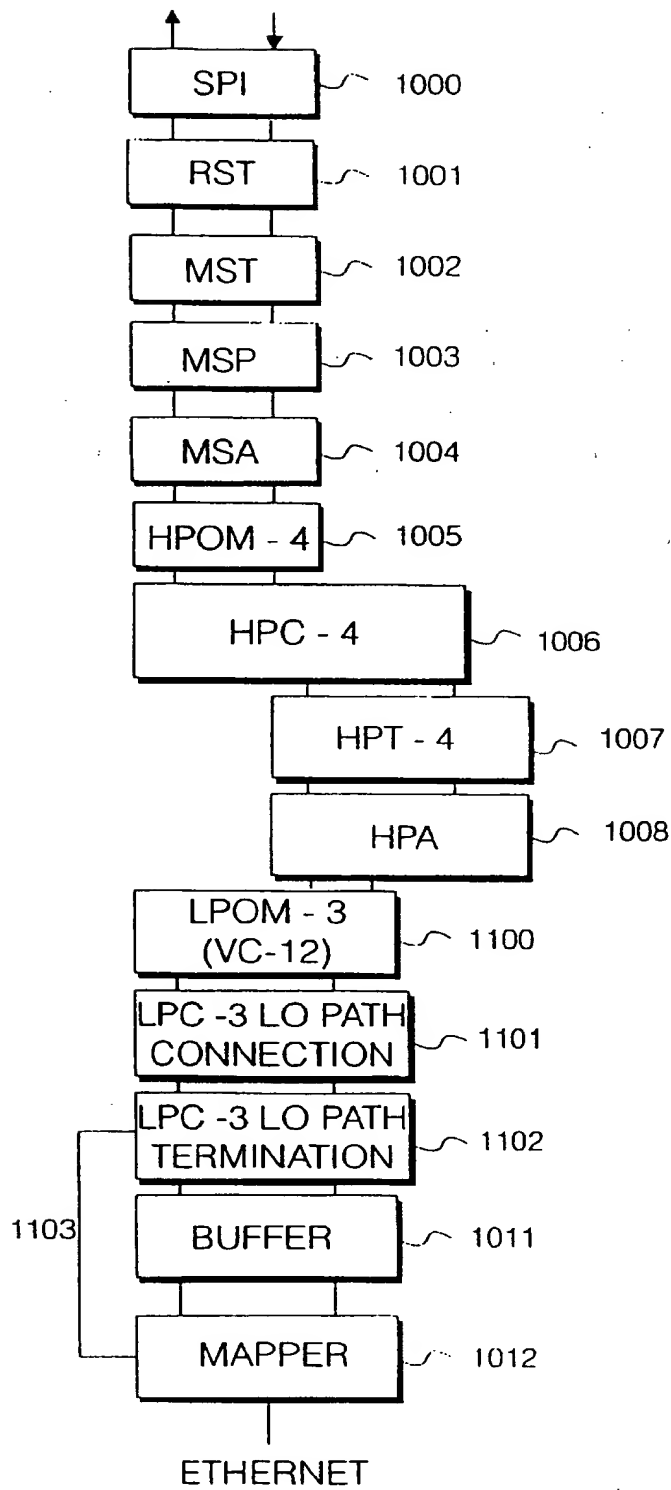 SPI 1000
RST 1001
MST 1002
MSP 1003
MSA 1004
HPOM - 4 1005
HPC - 4 1006
HPT - 4 1007
HPA 1008
LPOM - 3
(VC-12) 1100
LPC -3 LO PATH
CONNECTION 1101
LPC -3 LO PATH
TERMINATION 1102
1103
BUFFER 1011
MAPPER 1012
ETHERNET